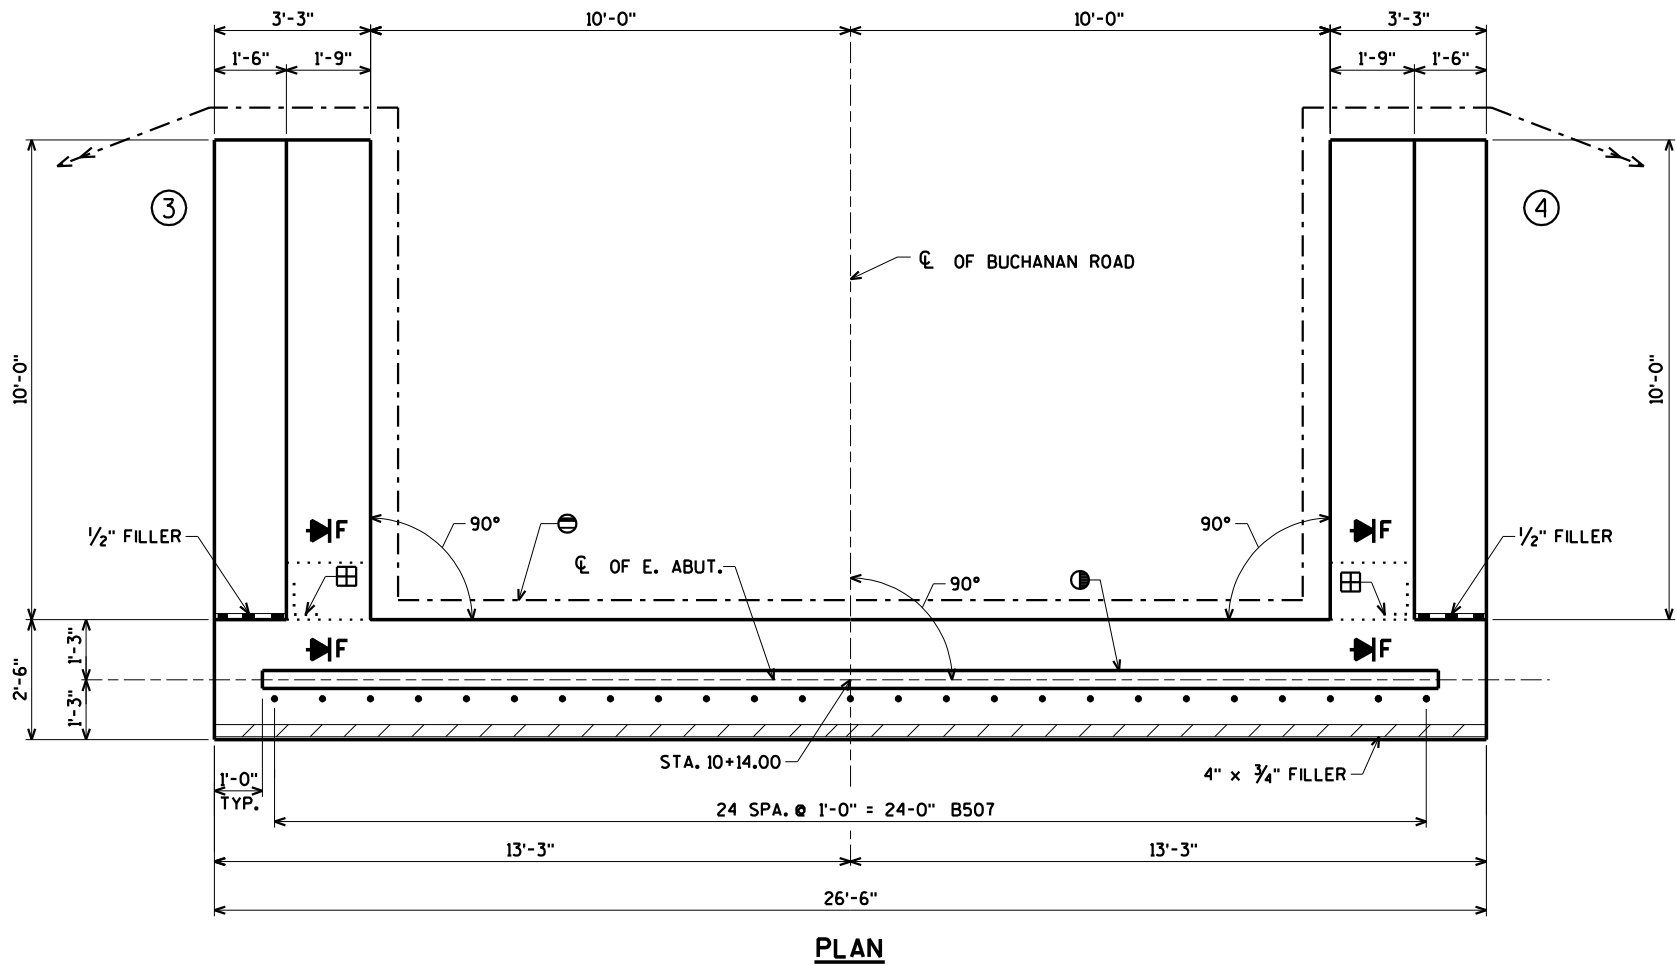 3'-3"
10'-0"
10'-0"
3'-3"
1'-6"
1'-9"
1'-9"
1'-6"
3
4
℄ OF BUCHANAN ROAD
10'-0"
10'-0"
1/2" FILLER
F
90°
90°
F
1/2" FILLER
℄ OF E. ABUT.
90°
F
F
1'-3"
2'-6"
1'-3"
STA. 10+14.00
4" x 3/4" FILLER
1'-0"
TYP.
24 SPA. @ 1'-0" = 24-0" B507
13'-3"
13'-3"
26'-6"
PLAN